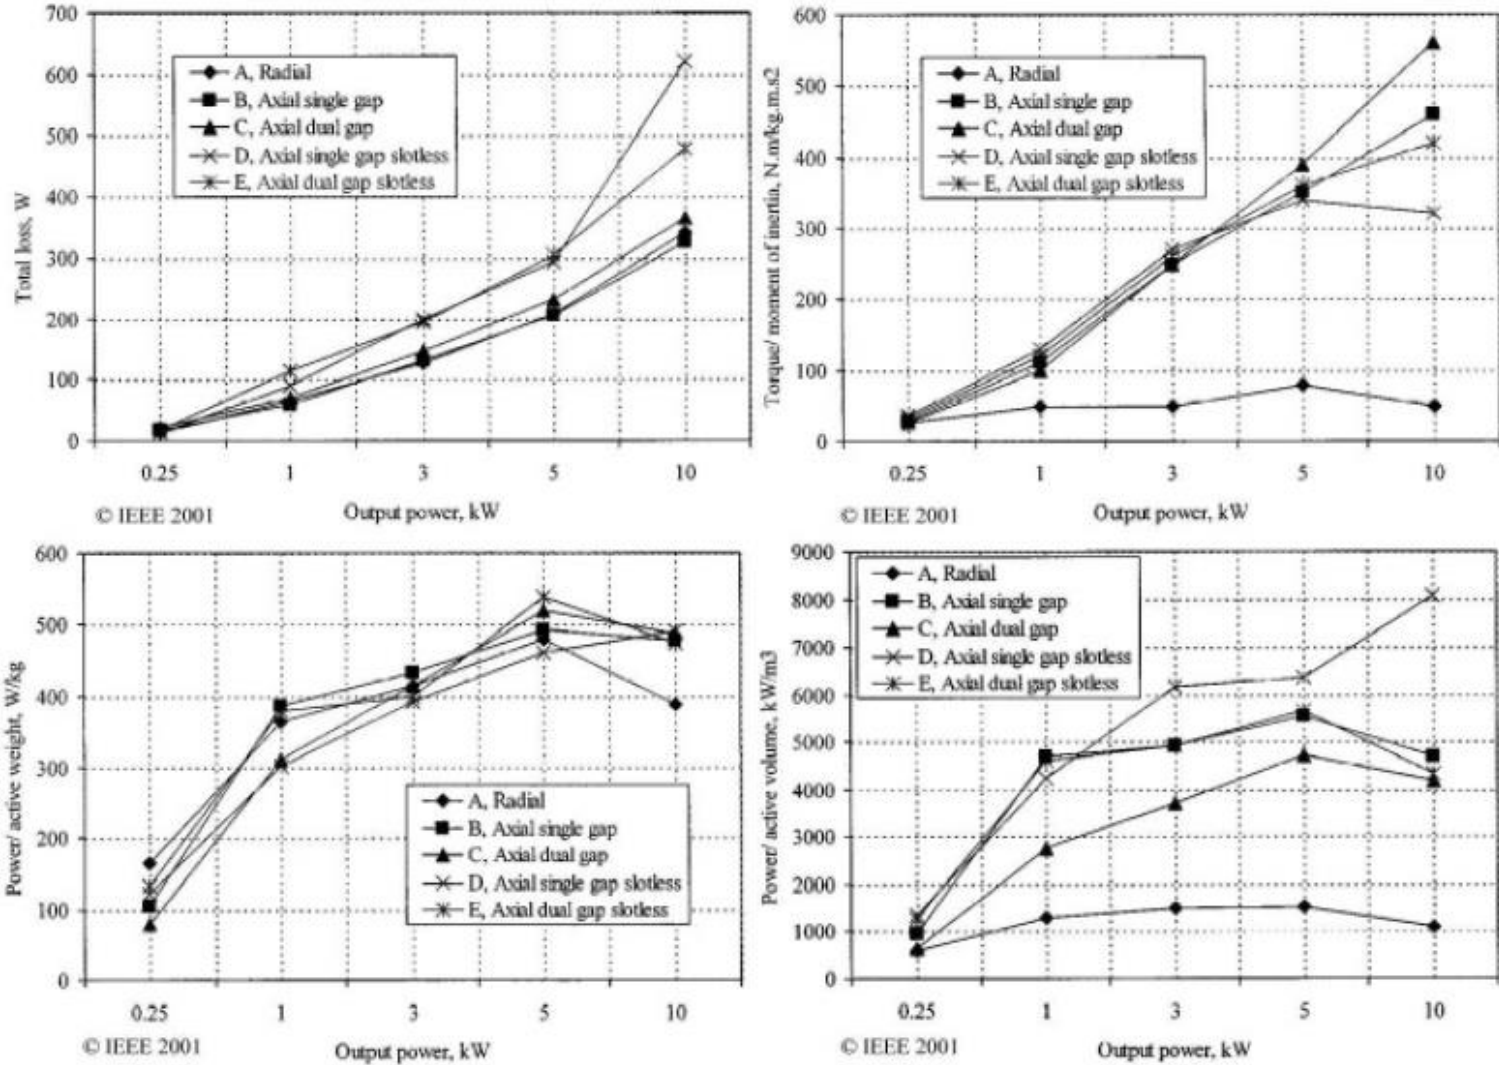 Total loss, W
700
600
500
400
300
200
100
0
A, Radial
B, Axial single gap
C, Axial dual gap
D, Axial single gap slotless
E, Axial dual gap slotless
0.25 1 3 5 10
© IEEE 2001 Output power, kW
Torque/ moment of inertia, N.m/kg.m.s2
600
500
400
300
200
100
0
A, Radial
B, Axial single gap
C, Axial dual gap
D, Axial single gap slotless
E, Axial dual gap slotless
0.25 1 3 5 10
© IEEE 2001 Output power, kW
Power/ active weight, W/kg
600
500
400
300
200
100
0
A, Radial
B, Axial single gap
C, Axial dual gap
D, Axial single gap slotless
E, Axial dual gap slotless
0.25 1 3 5 10
© IEEE 2001 Output power, kW
Power/ active volume, kW/m3
9000
8000
7000
6000
5000
4000
3000
2000
1000
0
A, Radial
B, Axial single gap
C, Axial dual gap
D, Axial single gap slotless
E, Axial dual gap slotless
0.25 1 3 5 10
© IEEE 2001 Output power, kW